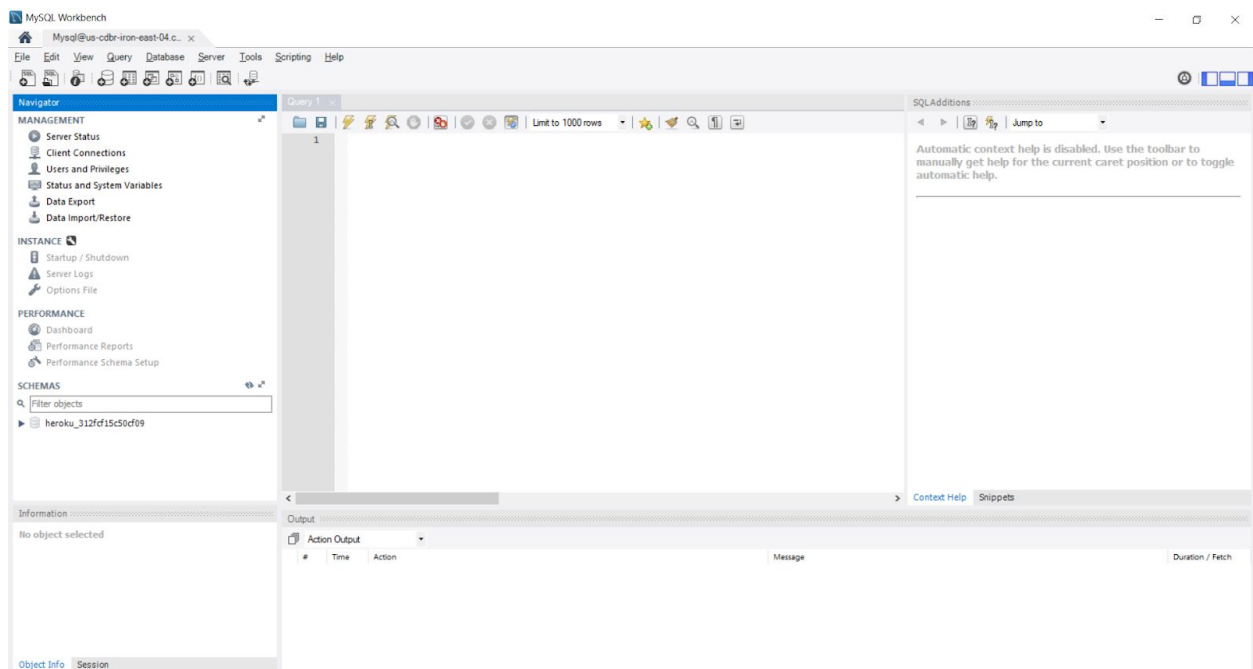 MySQL Workbench
Mysql@us-cdbr-iron-east-04.c...
File Edit View Query Database Server Tools Scripting Help
Navigator
MANAGEMENT
Server Status
Client Connections
Users and Privileges
Status and System Variables
Data Export
Data Import/Restore
INSTANCE
Startup / Shutdown
Server Logs
Options File
PERFORMANCE
Dashboard
Performance Reports
Performance Schema Setup
SCHEMAS
Filter objects
heroku_312fcf15c50cf09
Information
No object selected
Object Info Session
Query 1
Limit to 1000 rows
1
Output
Action Output
# Time Action Message Duration / Fetch
SQLAdditions
Jump to
Automatic context help is disabled. Use the toolbar to
manually get help for the current caret position or to toggle
automatic help.
Context Help Snippets